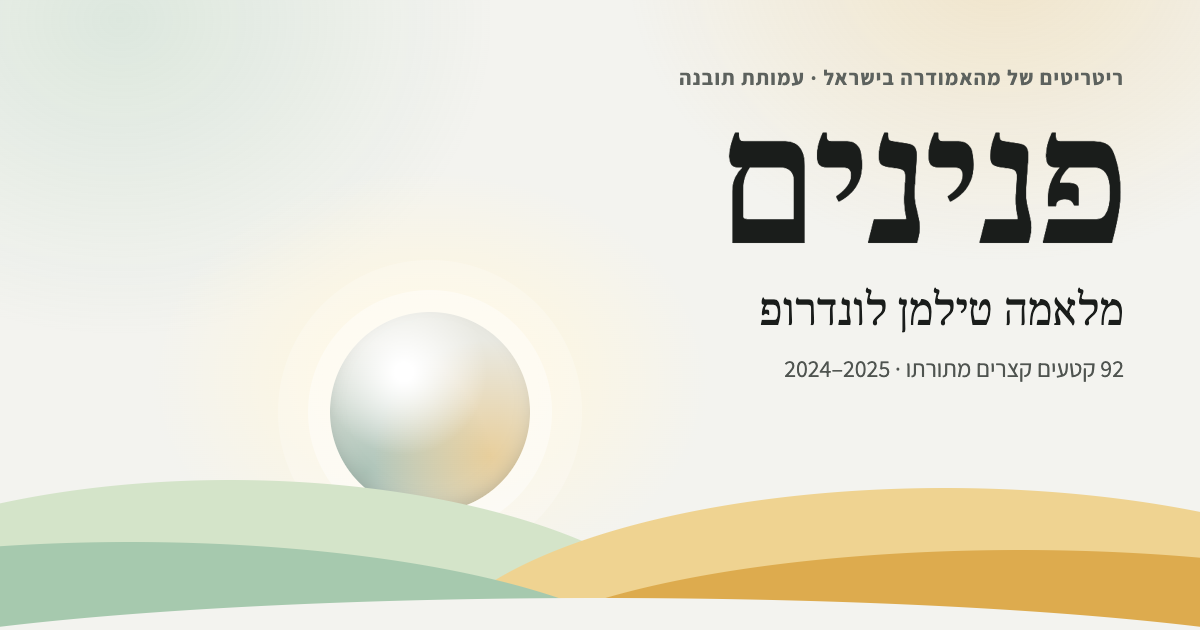 ריטריטים של מהאמודרה בישראל · עמותת תובנה
פנינים
מלאמה טילמן לונדרופ
92 קטעים קצרים מתורתו · 2024–2025